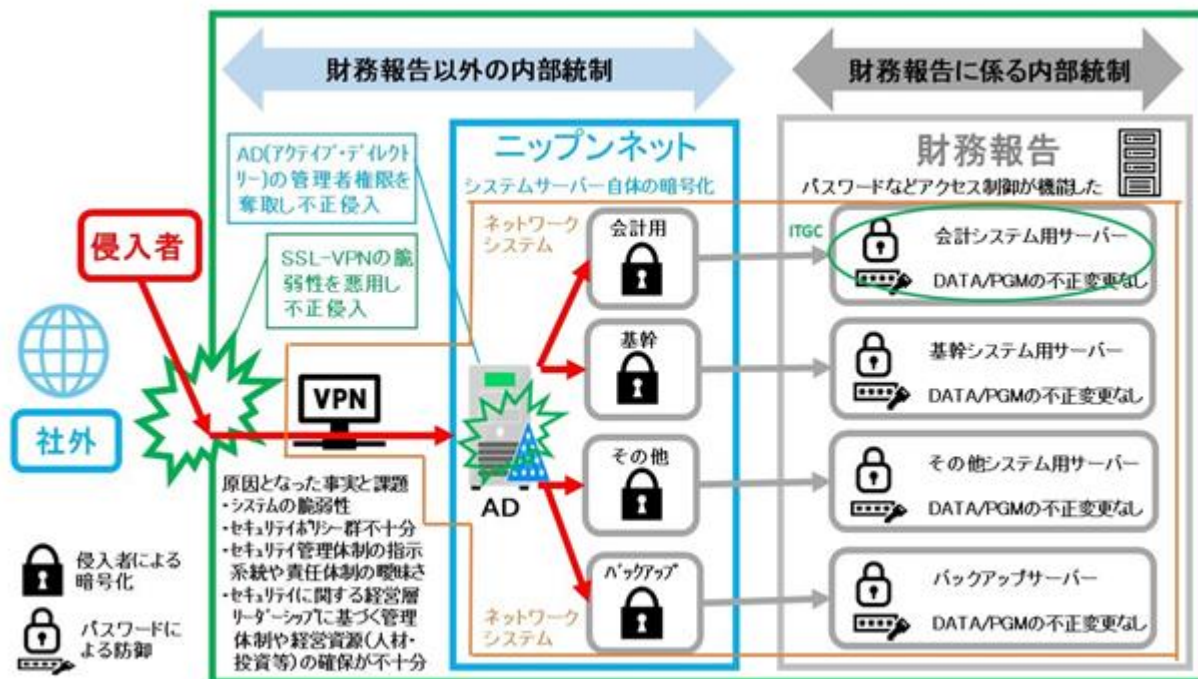 財務報告以外の内部統制
財務報告に係る内部統制
AD(アクティブ・ディレクト
リー)の管理者権限を
奪取し不正侵入
ニップンネット
システムサーバー自体の暗号化
財務報告
パスワードなどアクセス制御が機能した
侵入者
SSL-VPNの脆
弱性を悪用し
不正侵入
ネットワーク
システム
会計用
ITGC
会計システム用サーバー
DATA/PGMの不正変更なし
基幹
基幹システム用サーバー
DATA/PGMの不正変更なし
社外
VPN
AD
その他
その他システム用サーバー
DATA/PGMの不正変更なし
原因となった事実と課題
・システムの脆弱性
・セキュリティポリシー群不十分
・セキュリティ管理体制の指示
系統や責任体制の曖昧さ
・セキュリティに関する経営層
リーダーシップに基づく管理
体制や経営資源(人材・
投資等)の確保が不十分
バックアップ
バックアップサーバー
DATA/PGMの不正変更なし
ネットワーク
システム
侵入者による
暗号化
パスワードに
よる防御